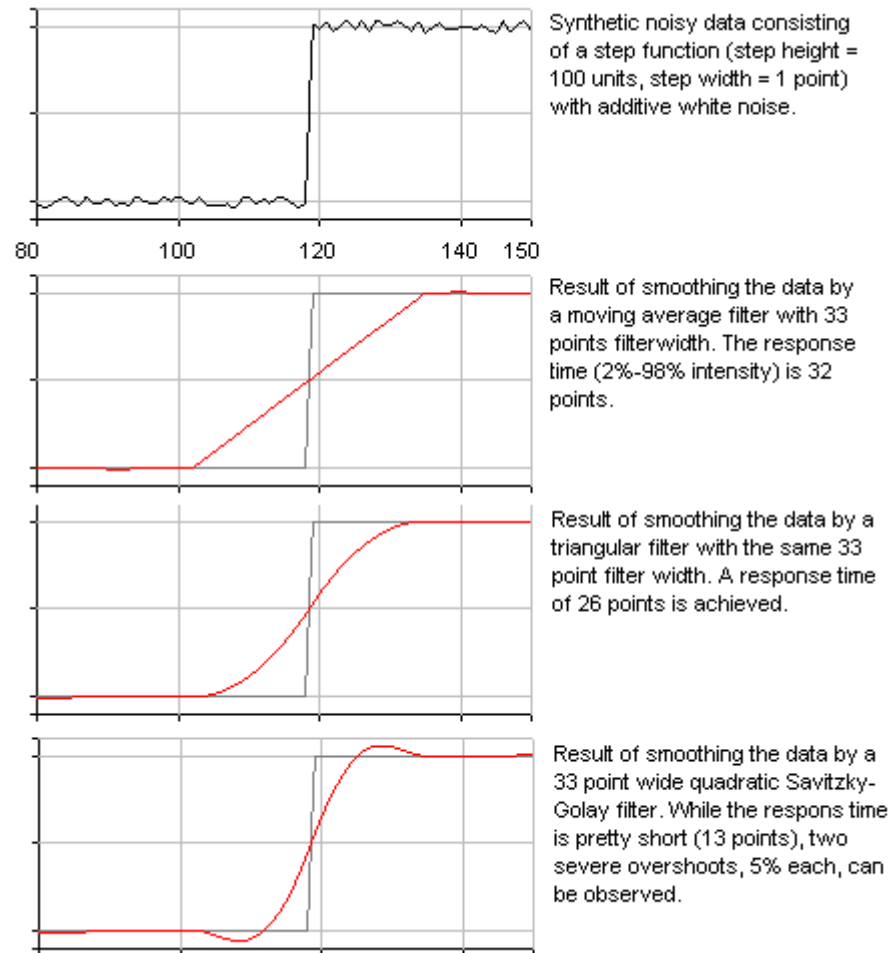 Synthetic noisy data consisting
of a step function (step height =
100 units, step width = 1 point)
with additive white noise.
80 100 120 140 150
Result of smoothing the data by
a moving average filter with 33
points filterwidth. The response
time (2%-98% intensity) is 32
points.
Result of smoothing the data by a
triangular filter with the same 33
point filter width. A response time
of 26 points is achieved.
Result of smoothing the data by a
33 point wide quadratic Savitzky-
Golay filter. While the respons time
is pretty short (13 points), two
severe overshoots, 5% each, can
be observed.